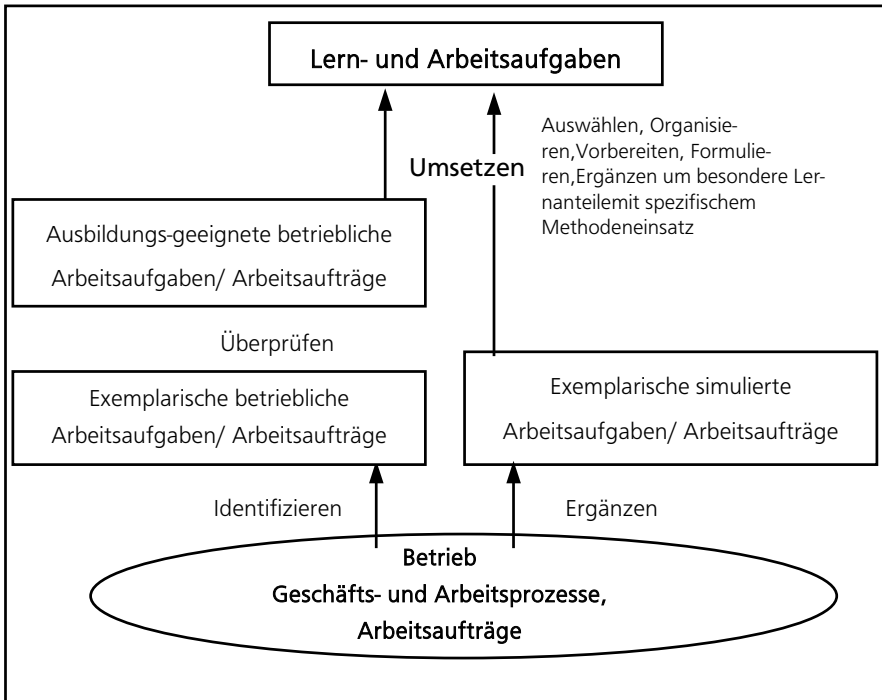 Lern- und Arbeitsaufgaben
Auswählen, Organisie-
ren,Vorbereiten, Formulie-
ren,Ergänzen um besondere Ler-
nanteilemit spezifischem
Methodeneinsatz
Umsetzen
Ausbildungs-geeignete betriebliche
Arbeitsaufgaben/ Arbeitsaufträge
Überprüfen
Exemplarische betriebliche
Arbeitsaufgaben/ Arbeitsaufträge
Exemplarische simulierte
Arbeitsaufgaben/ Arbeitsaufträge
Identifizieren
Ergänzen
Betrieb
Geschäfts- und Arbeitsprozesse,
Arbeitsaufträge